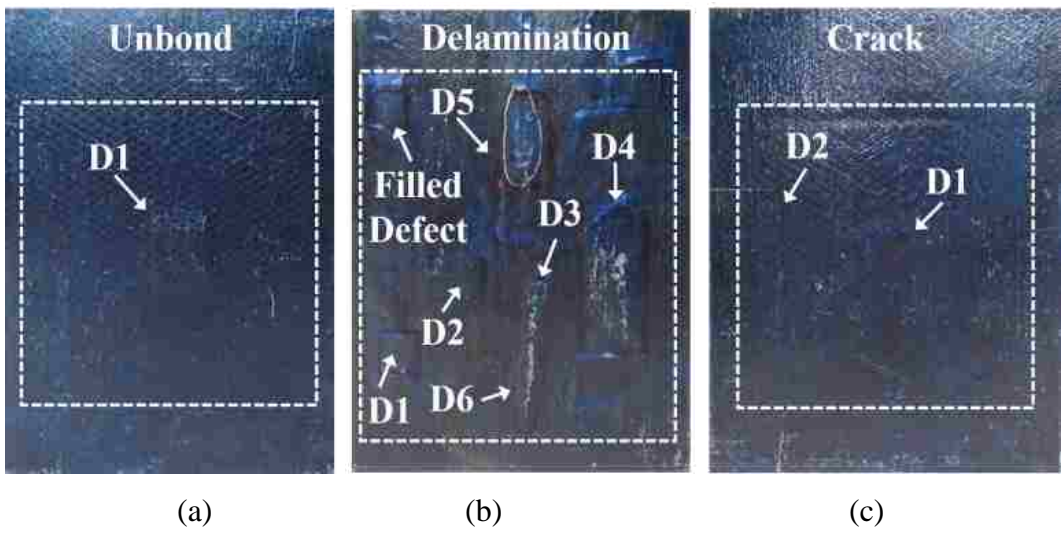 Unbond
D1
Delamination
D5
D4
Filled
Defect
D3
D2
D1
D6
Crack
D2
D1
(a)
(b)
(c)